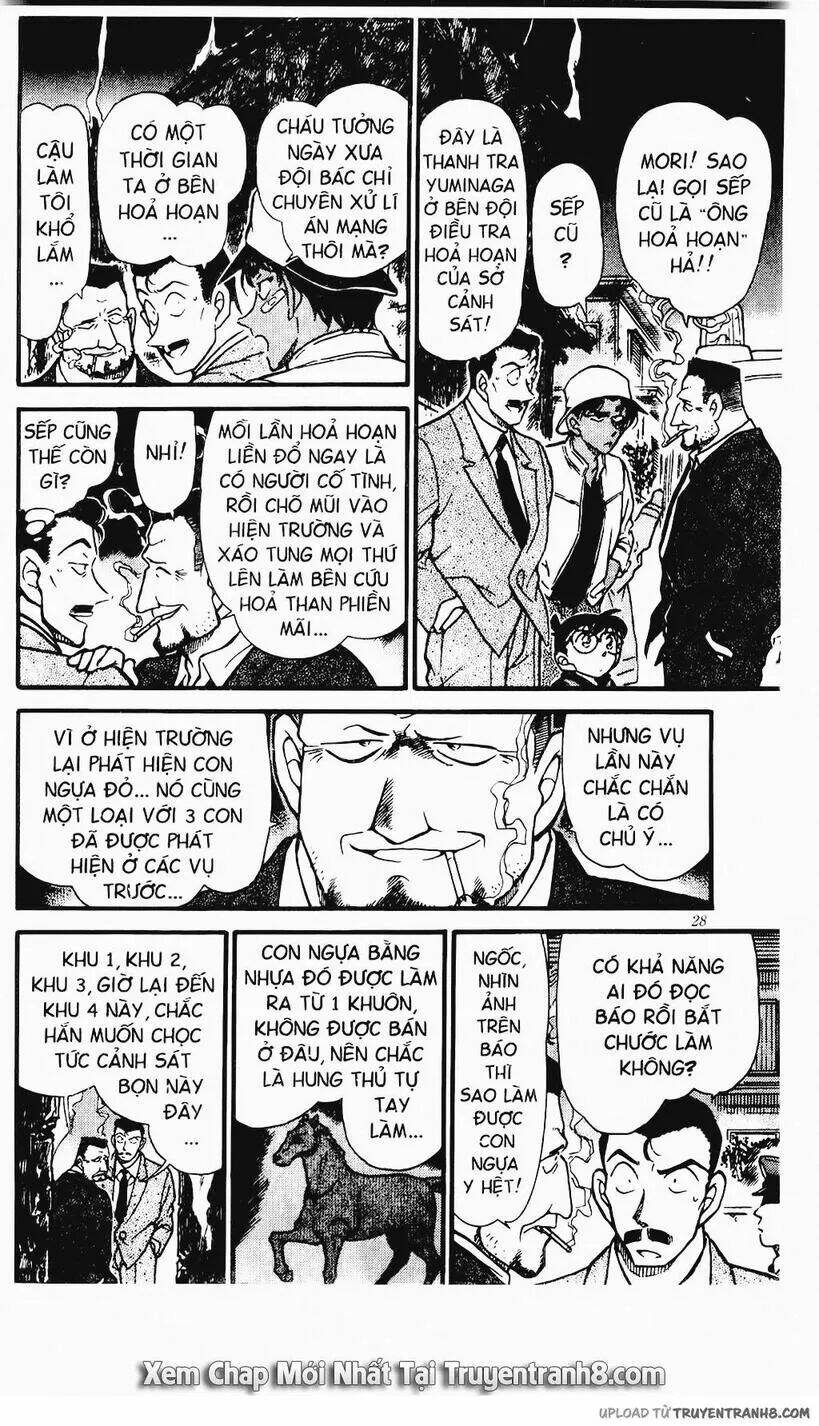 MORI! SAO
LẠI GỌI SẾP
CŨ LÀ "ÔNG
HOẢ HOẠN"
HẢ!!
SẾP
CŨ
?
ĐÂY LÀ
THANH TRA
YUMINAGA
Ở BÊN ĐỘI
ĐIỀU TRA
HOẢ HOẠN
CỦA SỞ
CẢNH
SÁT!
CHÁU TƯỞNG
NGÀY XƯA
ĐỘI BÁC CHỈ
CHUYÊN XỬ LÍ
ÁN MẠNG
THÔI MÀ?
CÓ MỘT
THỜI GIAN
TA Ở BÊN
HOẢ HOẠN
...
CẬU
LÀM
TÔI
KHỔ
LẮM
...
MỒI LẦN HOẢ HOẠN
LIỀN ĐỔ NGAY LÀ
CÓ NGƯỜI CỐ TÌNH,
RỒI CHÕ MŨI VÀO
HIỆN TRƯỜNG VÀ
XÁO TUNG MỌI THỨ
LÊN LÀM BÊN CỨU
HOẢ THAN PHIỀN
MÃI...
NHỈ!
SẾP CŨNG
THẾ CÒN
GÌ?
NHƯNG VỤ
LẦN NÀY
CHẮC CHẮN
LÀ CÓ
CHỦ Ý...
VÌ Ở HIỆN TRƯỜNG
LẠI PHÁT HIỆN CON
NGỰA ĐỎ... NÓ CÙNG
MỘT LOẠI VỚI 3 CON
ĐÃ ĐƯỢC PHÁT
HIỆN Ở CÁC VỤ
TRƯỚC...
28
CÓ KHẢ NĂNG
AI ĐÓ ĐỌC
BÁO RỒI BẮT
CHƯỚC LÀM
KHÔNG?
NGỐC,
NHÌN
ẢNH
TRÊN
BÁO
THÌ
SAO LÀM
ĐƯỢC
CON
NGỰA
Y HỆT!
CON NGỰA BẰNG
NHỰA ĐÓ ĐƯỢC LÀM
RA TỪ 1 KHUÔN,
KHÔNG ĐƯỢC BÁN
Ở ĐÂU, NÊN CHẮC
LÀ HUNG THỦ TỰ
TAY
LÀM...
KHU 1, KHU 2,
KHU 3, GIỜ LẠI ĐẾN
KHU 4 NÀY, CHẮC
HẮN MUỐN CHỌC
TỨC CẢNH SÁT
BỌN NÀY
ĐÂY
...
Xem Chap Mới Nhất Tại Truyentranh8.com
UPLOAD TỪ TRUYENTRANH8.COM